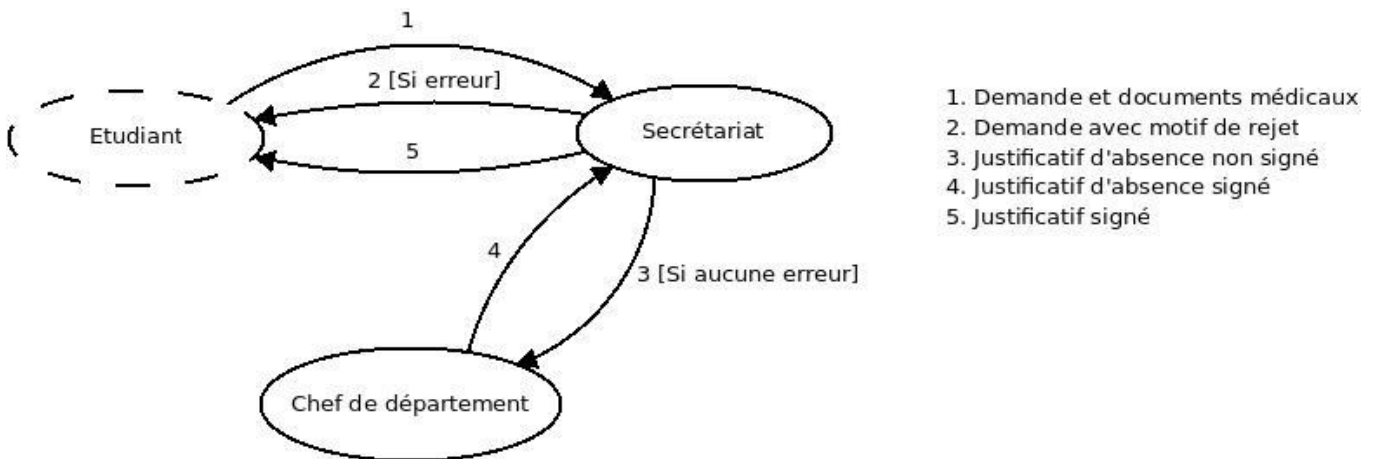 1
2 [Si erreur]
Etudiant
Secrétariat
5
4
3 [Si aucune erreur]
Chef de département
1. Demande et documents médicaux
2. Demande avec motif de rejet
3. Justificatif d'absence non signé
4. Justificatif d'absence signé
5. Justificatif signé